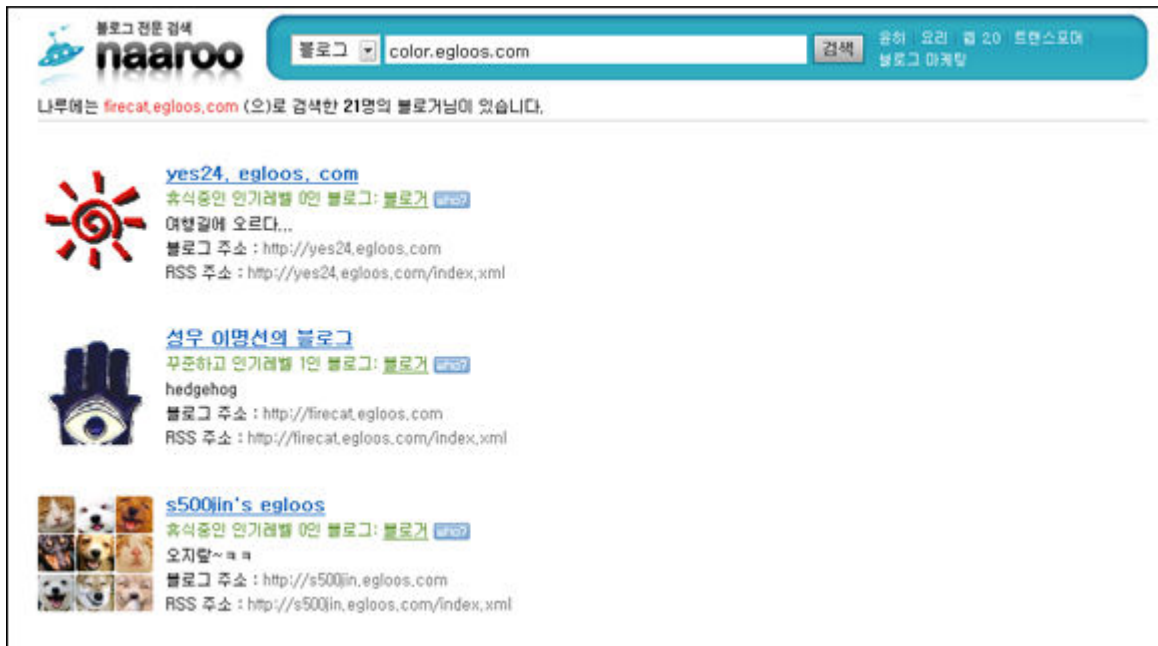 블로그 전문 검색
naaroo
블로그 color.egloos.com 검색
윤하 요리 웹 2.0 트랜스포머
블로그 마케팅
나루에는 firecat.egloos.com (으)로 검색한 21명의 블로거님이 있습니다.
yes24. egloos. com
휴식중인 인기레벨 0인 블로그: 블로거 who?
여행길에 오르다...
블로그 주소 : http://yes24.egloos.com
RSS 주소 : http://yes24.egloos.com/index.xml
성우 이명선의 블로그
꾸준하고 인기레벨 1인 블로그: 블로거 who?
hedgehog
블로그 주소 : http://firecat.egloos.com
RSS 주소 : http://firecat.egloos.com/index.xml
s500jin's egloos
휴식중인 인기레벨 0인 블로그: 블로거 who?
오지랖~ㅋㅋ
블로그 주소 : http://s500jin.egloos.com
RSS 주소 : http://s500jin.egloos.com/index.xml